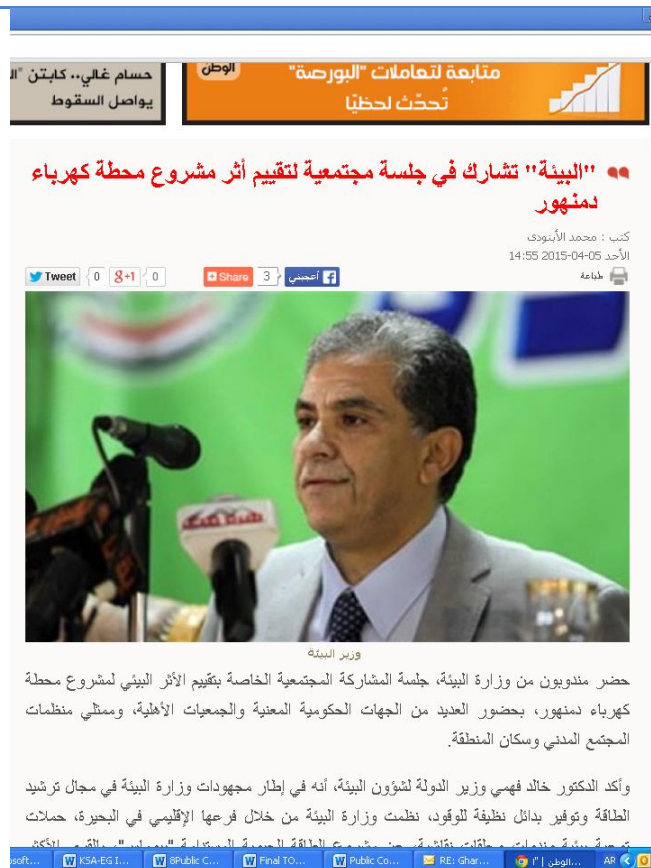 متابعة لتعاملات "البورصة"
تُحدّث لحظيًا
الوطن
حسام غالي.. كابتن "ال
يواصل السقوط
"البيئة" تشارك في جلسة مجتمعية لتقييم أثر مشروع محطة كهرباء
دمنهور
كتب : محمد الأبنودى
الأحد 05-04-2015 14:55
طباعة
أعجبني 3 Share 0 g+1 0 Tweet
وزير البيئة
حضر مندوبون من وزارة البيئة، جلسة المشاركة المجتمعية الخاصة بتقييم الأثر البيئي لمشروع محطة
كهرباء دمنهور، بحضور العديد من الجهات الحكومية المعنية والجمعيات الأهلية، وممثلي منظمات
المجتمع المدني وسكان المنطقة.
وأكد الدكتور خالد فهمي وزير الدولة لشؤون البيئة، أنه في إطار مجهودات وزارة البيئة في مجال ترشيد
الطاقة وتوفير بدائل نظيفة للوقود، نظمت وزارة البيئة من خلال فرعها الإقليمي في البحيرة، حملات
osoft...
KSA-EG I...
8Public C...
Final TO...
Public Co...
RE: Ghar...
الوطن | "ا...
AR